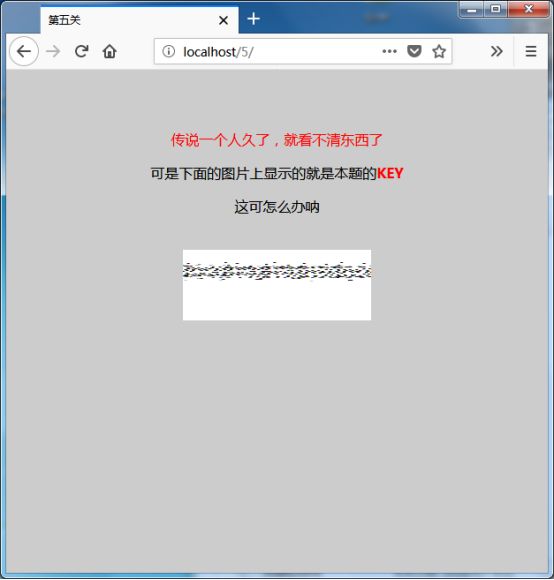 第五关
localhost/5/
传说一个人久了，就看不清东西了
可是下面的图片上显示的就是本题的KEY
这可怎么办呐